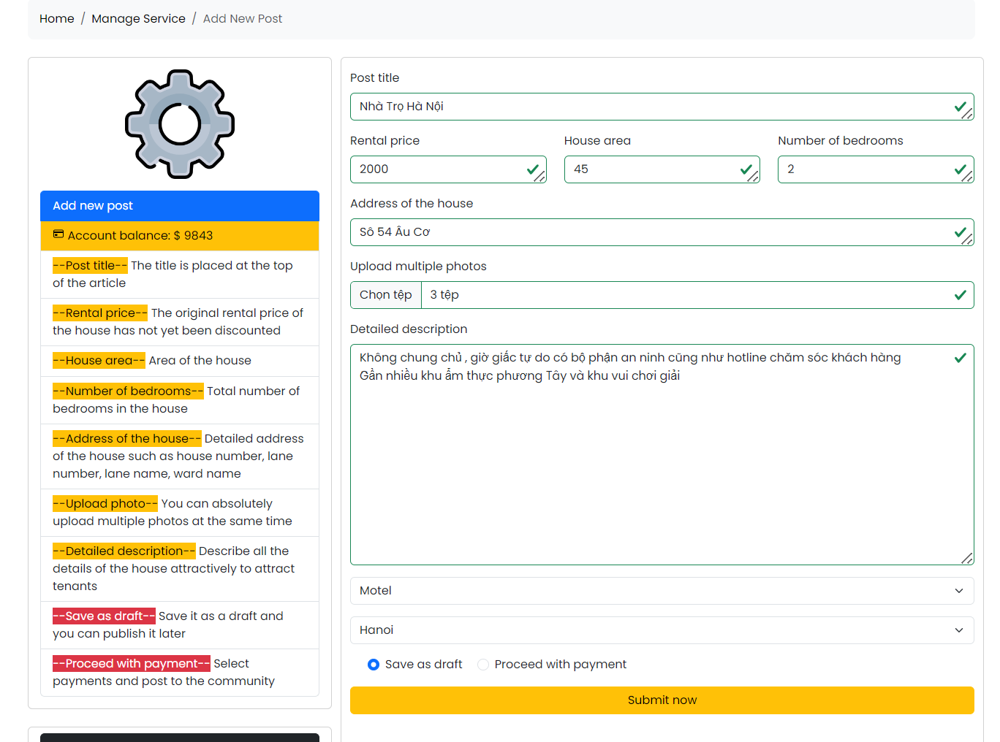 Home / Manage Service / Add New Post
Add new post
Account balance: $ 9843
--Post title-- The title is placed at the top
of the article
--Rental price-- The original rental price of
the house has not yet been discounted
--House area-- Area of the house
--Number of bedrooms-- Total number of
bedrooms in the house
--Address of the house-- Detailed address
of the house such as house number, lane
number, lane name, ward name
--Upload photo-- You can absolutely
upload multiple photos at the same time
--Detailed description-- Describe all the
details of the house attractively to attract
tenants
--Save as draft-- Save it as a draft and
you can publish it later
--Proceed with payment-- Select
payments and post to the community
Post title
Nhà Trọ Hà Nội
Rental price House area Number of bedrooms
2000 45 2
Address of the house
Sô 54 Âu Cơ
Upload multiple photos
Chọn tệp 3 tệp
Detailed description
Không chung chủ , giờ giấc tự do có bộ phận an ninh cũng như hotline chăm sóc khách hàng
Gần nhiều khu ẩm thực phương Tây và khu vui chơi giải
Motel
Hanoi
Save as draft Proceed with payment
Submit now